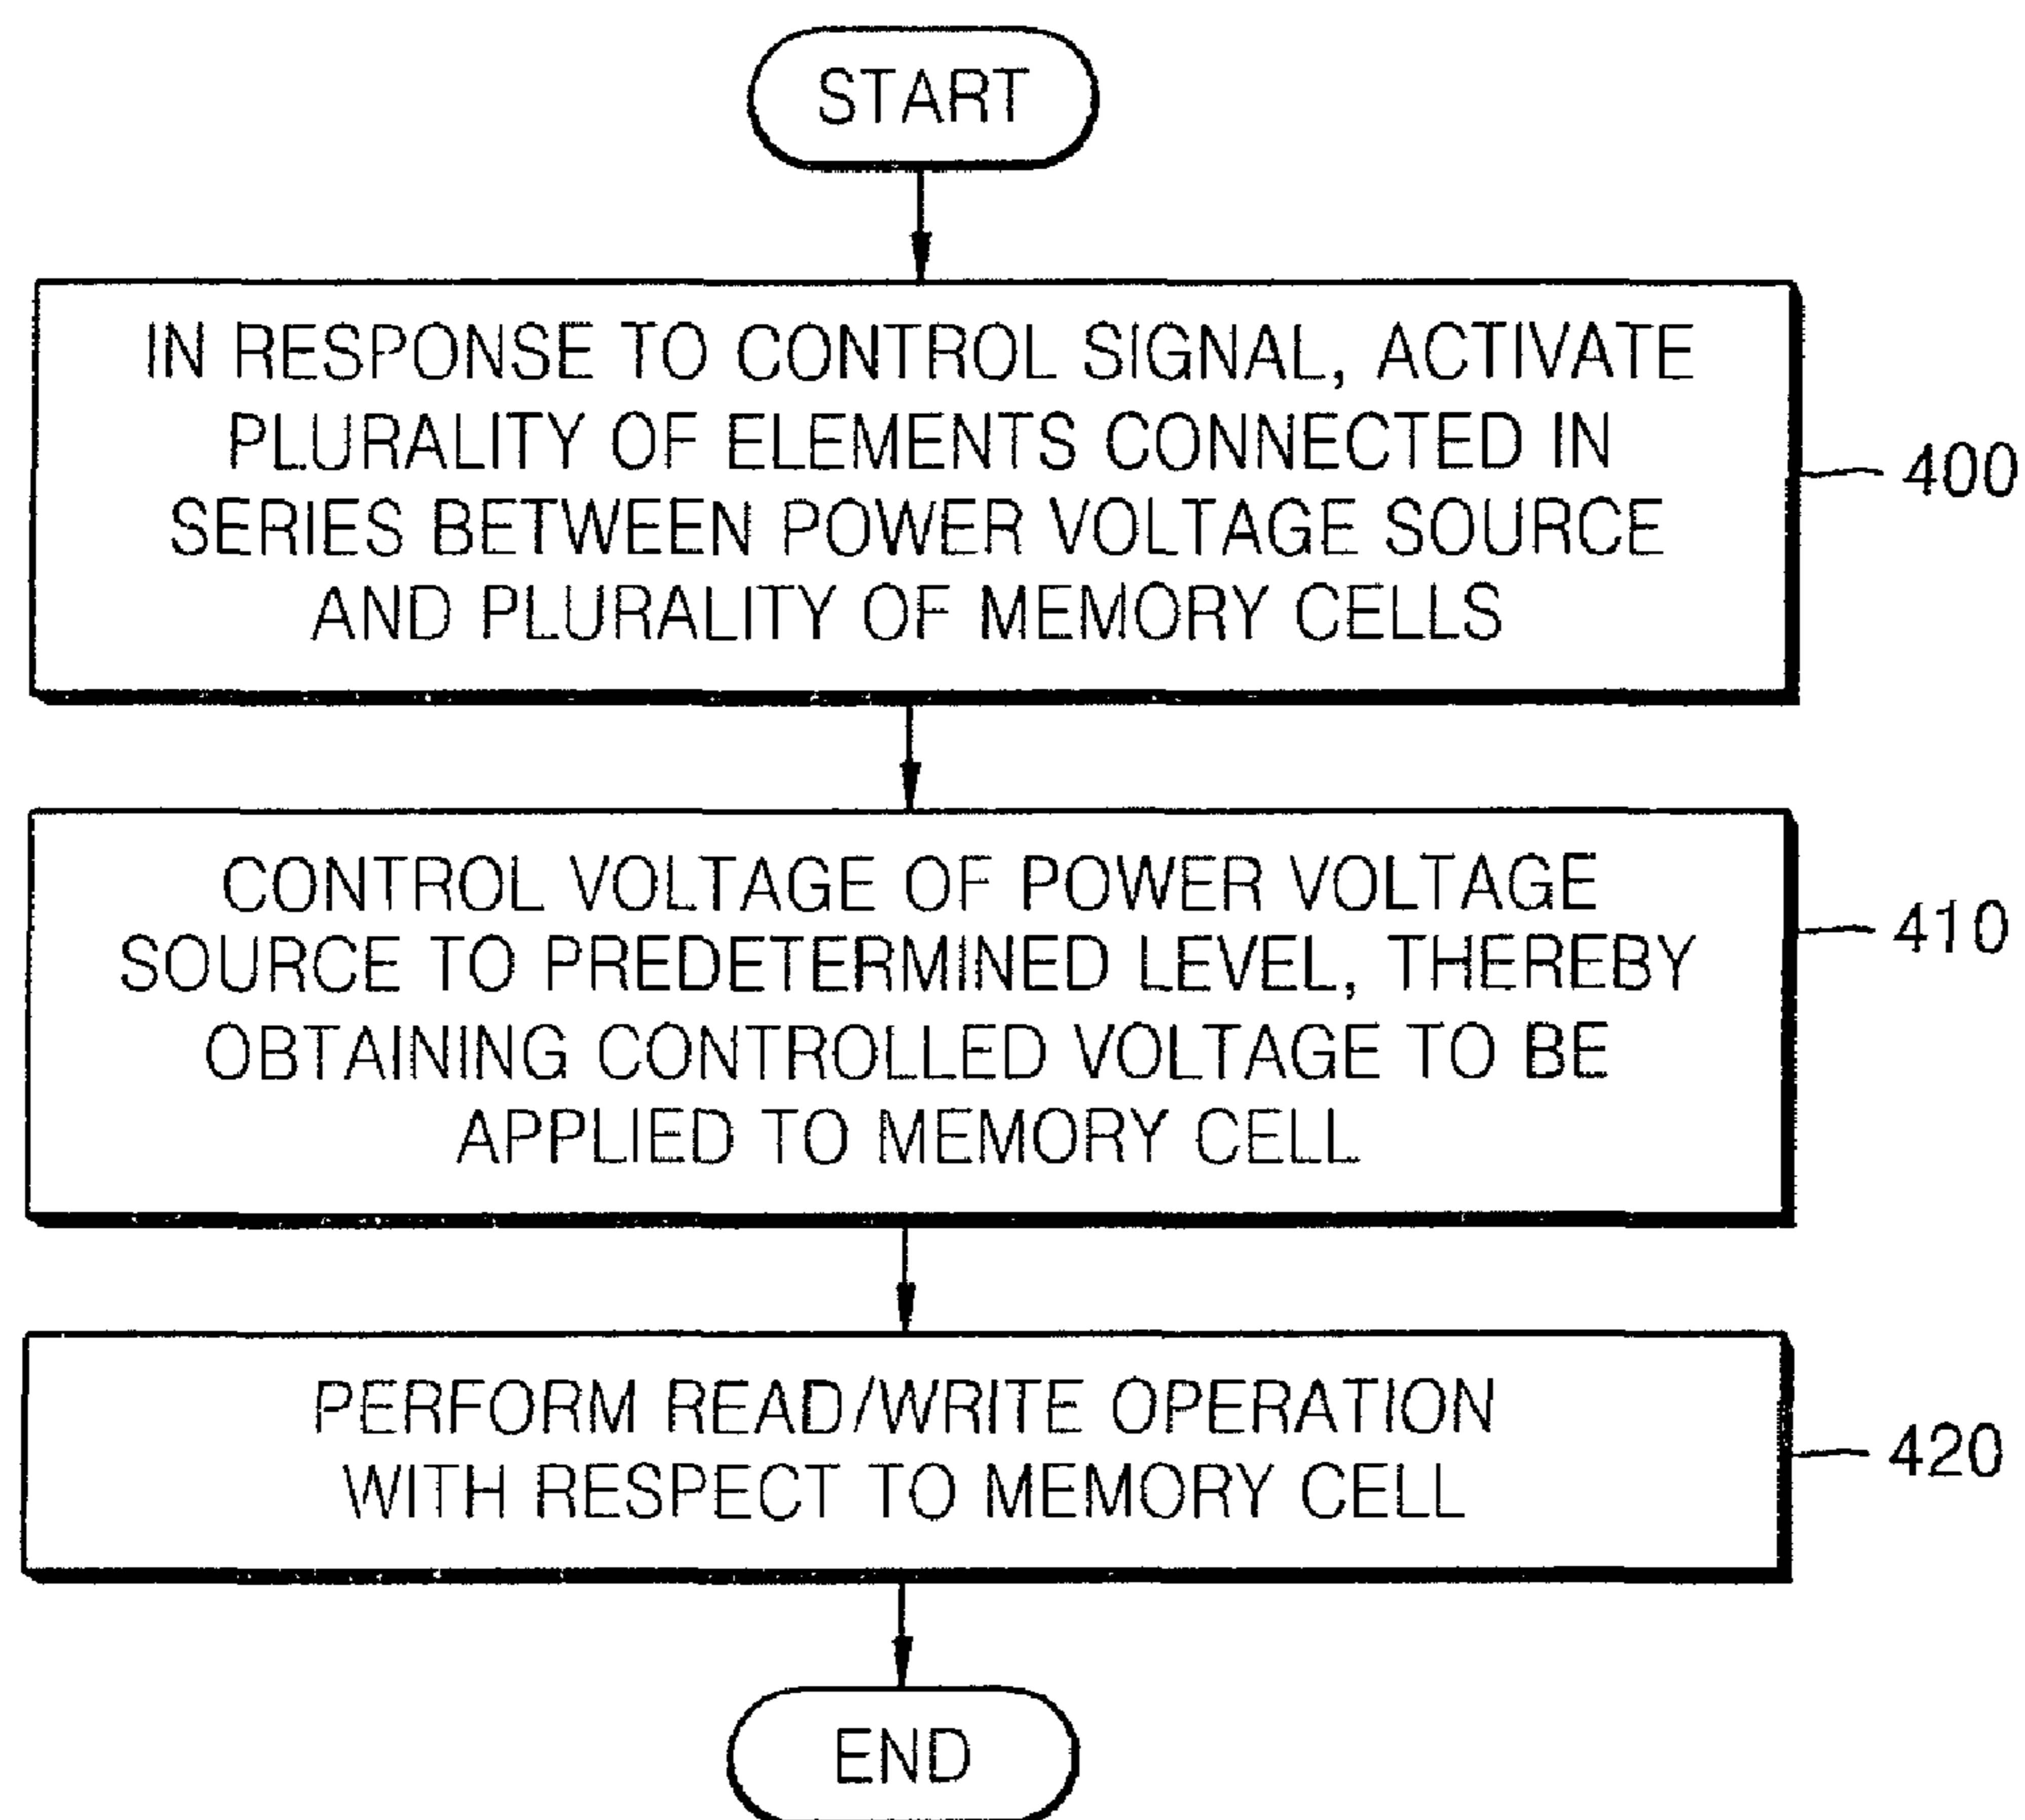 START
IN RESPONSE TO CONTROL SIGNAL, ACTIVATE
PLURALITY OF ELEMENTS CONNECTED IN
SERIES BETWEEN POWER VOLTAGE SOURCE
AND PLURALITY OF MEMORY CELLS
400
CONTROL VOLTAGE OF POWER VOLTAGE
SOURCE TO PREDETERMINED LEVEL, THEREBY
OBTAINING CONTROLLED VOLTAGE TO BE
APPLIED TO MEMORY CELL
410
PERFORM READ/WRITE OPERATION
WITH RESPECT TO MEMORY CELL
420
END